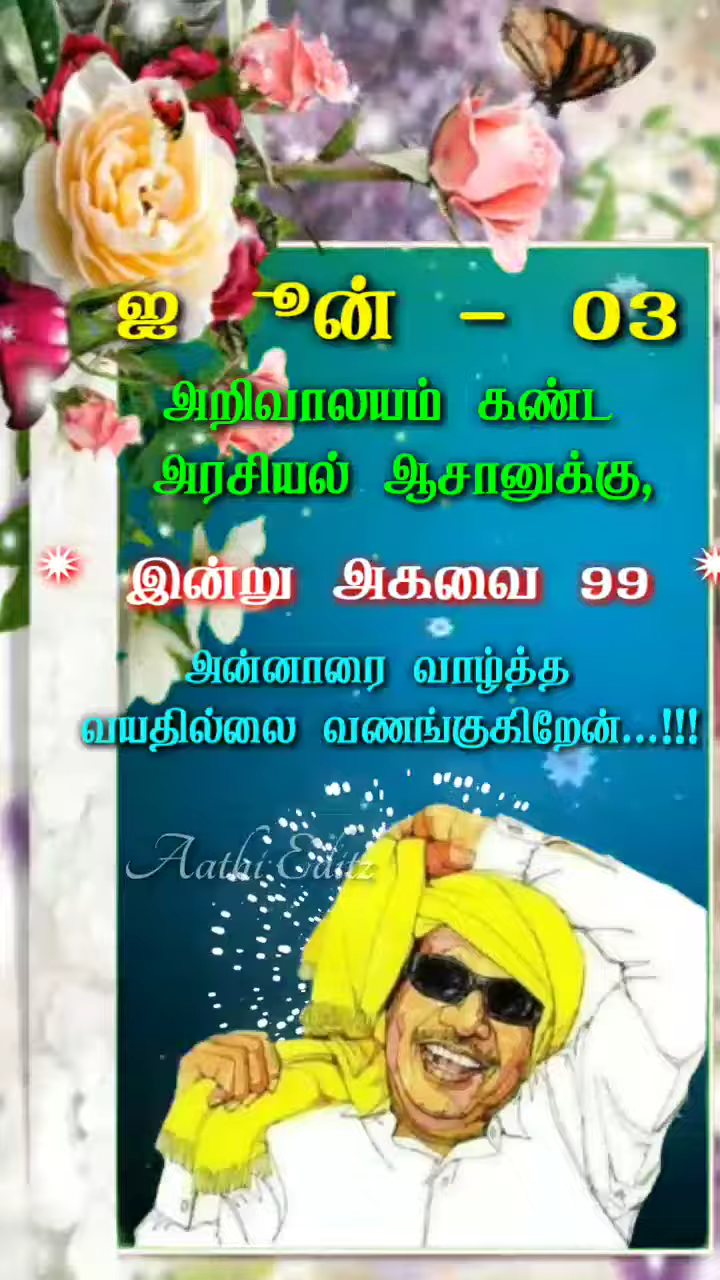 ஜூன் - 03
அறிவாலயம் கண்ட
அரசியல் ஆசானுக்கு,
இன்று அகவை 99
அன்னாரை வாழ்த்த
வயதில்லை வணங்குகிறேன்...!!!
Aathi Editz